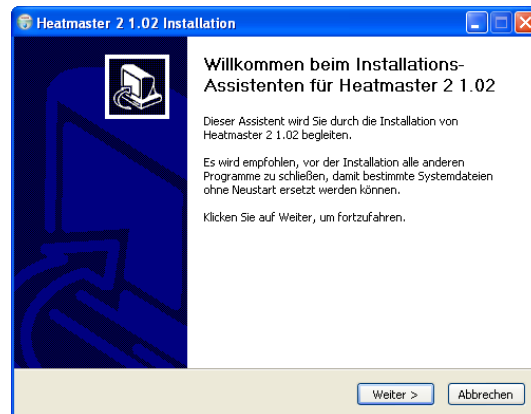 Heatmaster 2 1.02 Installation
Willkommen beim Installations-
Assistenten für Heatmaster 2 1.02
Dieser Assistent wird Sie durch die Installation von
Heatmaster 2 1.02 begleiten.
Es wird empfohlen, vor der Installation alle anderen
Programme zu schließen, damit bestimmte Systemdateien
ohne Neustart ersetzt werden können.
Klicken Sie auf Weiter, um fortzufahren.
Weiter >
Abbrechen